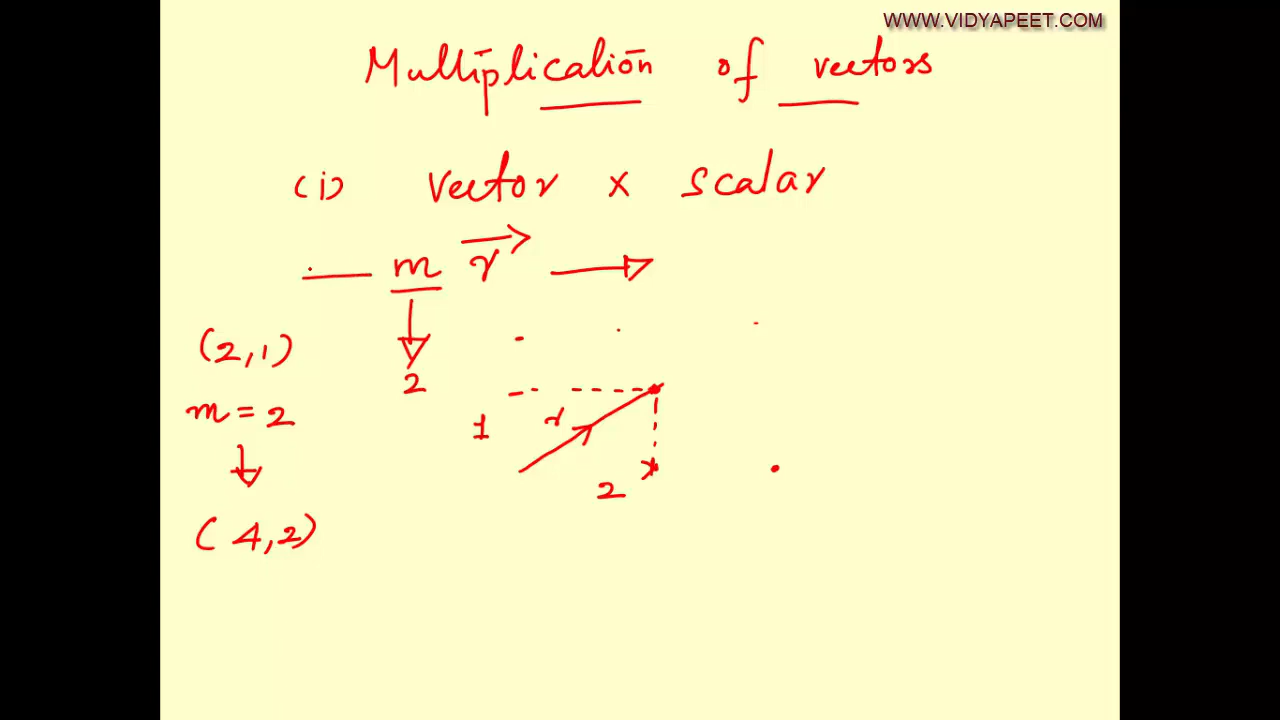 WWW.VIDYAPEET.COM
Multiplication of vectors
(i) vector x scalar
m r
(2,1)
2
m = 2
1 r
2
(4,2)